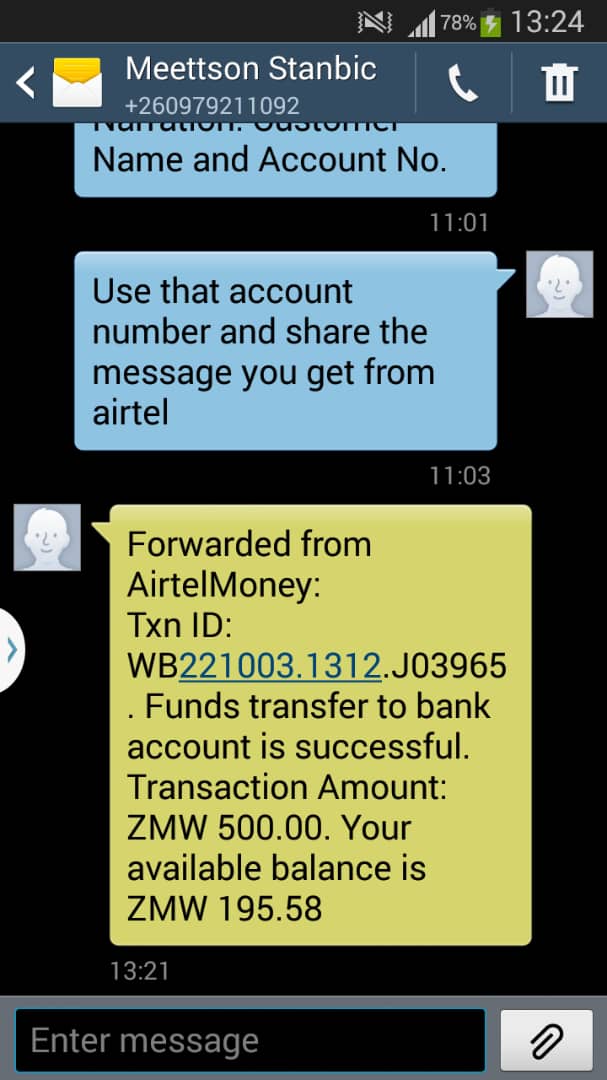 78% 13:24
Meettson Stanbic
+260979211092
Narration: Customer
Name and Account No.
11:01
Use that account
number and share the
message you get from
airtel
11:03
Forwarded from
AirtelMoney:
Txn ID:
WB221003.1312.J03965
. Funds transfer to bank
account is successful.
Transaction Amount:
ZMW 500.00. Your
available balance is
ZMW 195.58
13:21
Enter message